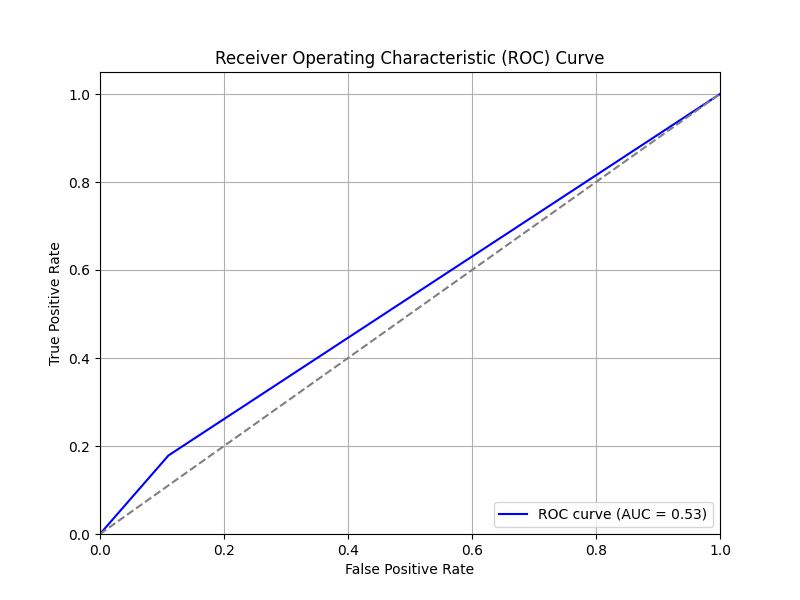 Receiver Operating Characteristic (ROC) Curve
1.0
0.8
0.6
0.4
0.2
0.0
True Positive Rate
ROC curve (AUC = 0.53)
0.0 0.2 0.4 0.6 0.8 1.0
False Positive Rate